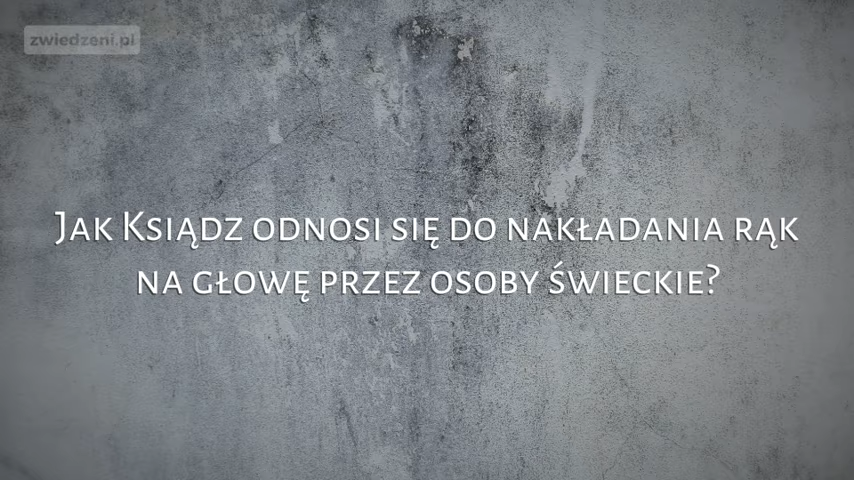 zwiedzeni.pl
Jak Ksiądz odnosi się do nakładania rąk
na głowę przez osoby świeckie?